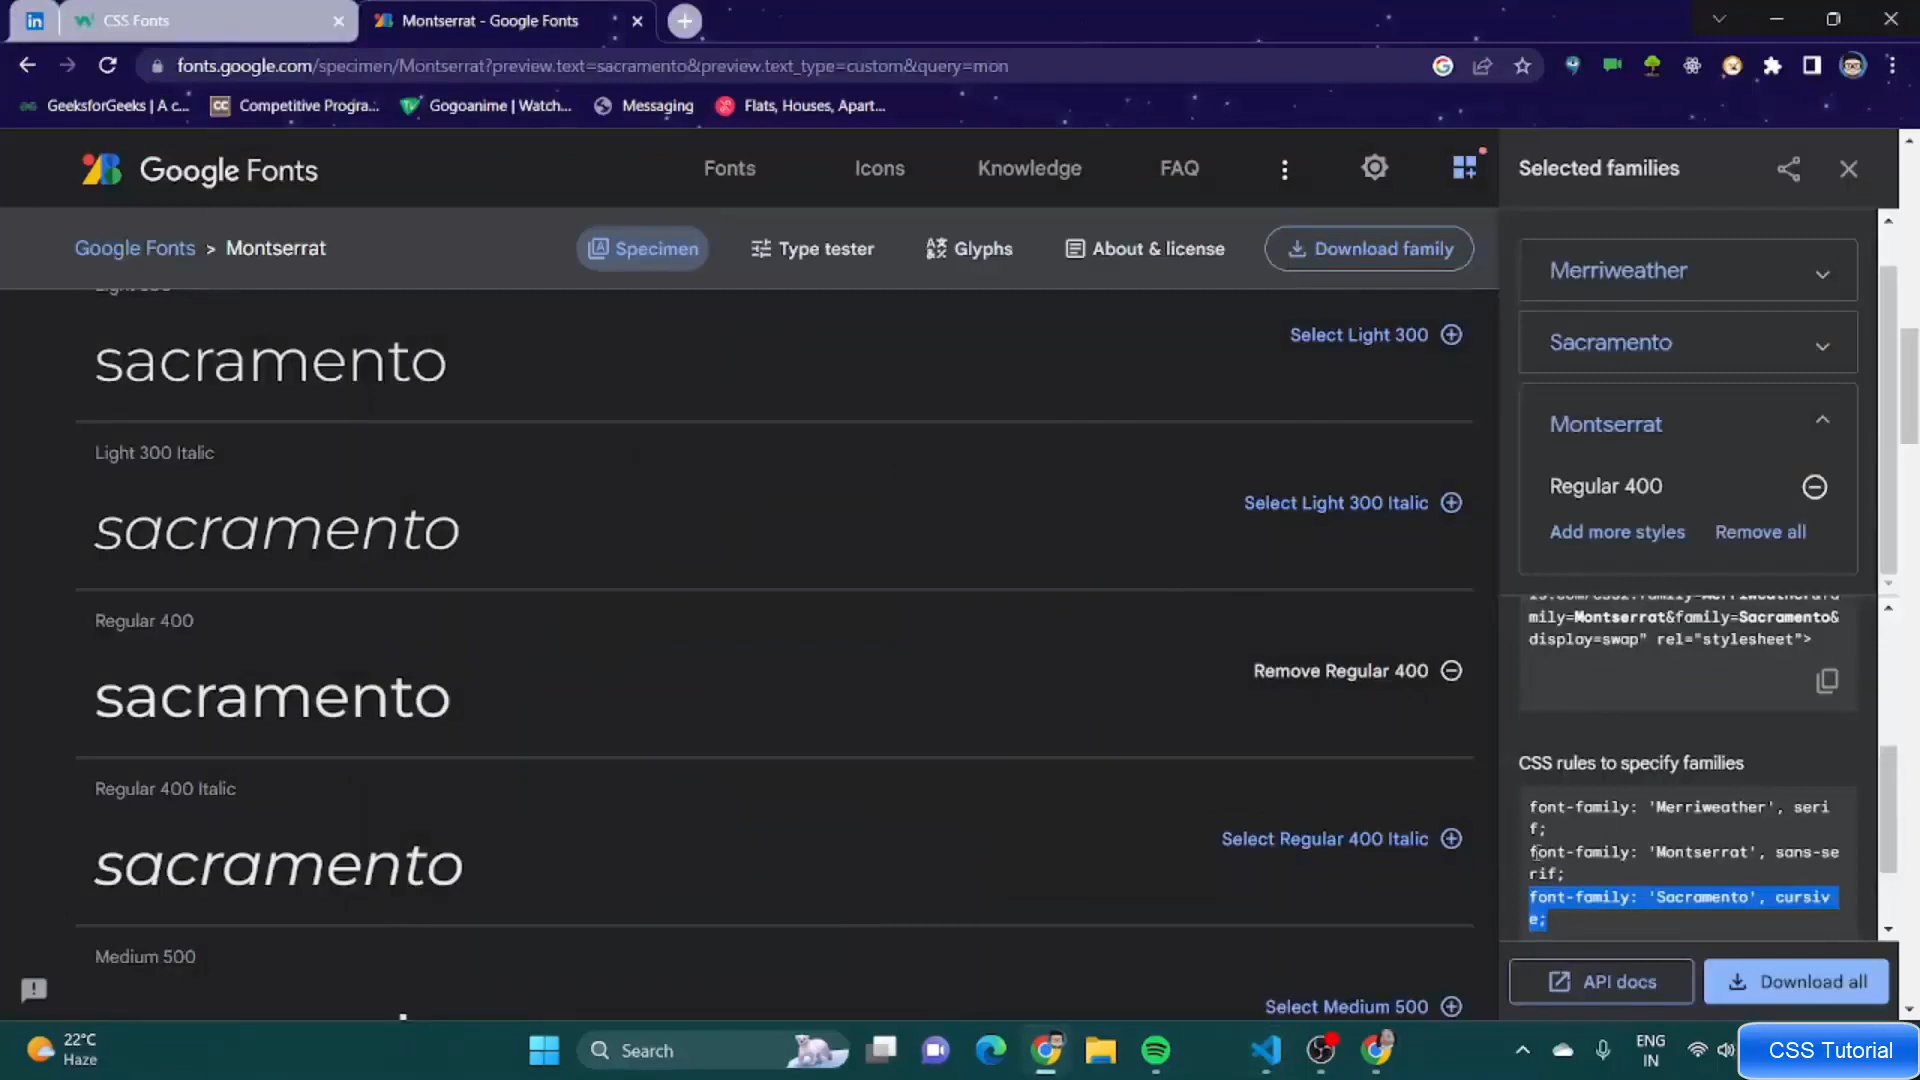 CSS Fonts
Montserrat - Google Fonts
fonts.google.com/specimen/Montserrat?preview.text=sacramento&preview.text_type=custom&query=mon
GeeksforGeeks | A c...
Competitive Progra...
Gogoanime | Watch...
Messaging
Flats, Houses, Apart...
Google Fonts
Fonts
Icons
Knowledge
FAQ
Selected families
Google Fonts > Montserrat
Specimen
Type tester
Glyphs
About & license
Download family
sacramento
Select Light 300
Light 300 Italic
sacramento
Select Light 300 Italic
Regular 400
sacramento
Remove Regular 400
Regular 400 Italic
sacramento
Select Regular 400 Italic
Medium 500
Select Medium 500
Merriweather
Sacramento
Montserrat
Regular 400
Add more styles
Remove all
mily=Montserrat&family=Sacramento&
display=swap" rel="stylesheet">
CSS rules to specify families
font-family: 'Merriweather', seri
f;
font-family: 'Montserrat', sans-se
rif;
font-family: 'Sacramento', cursiv
e;
API docs
Download all
22°C
Haze
Search
ENG
IN
CSS Tutorial